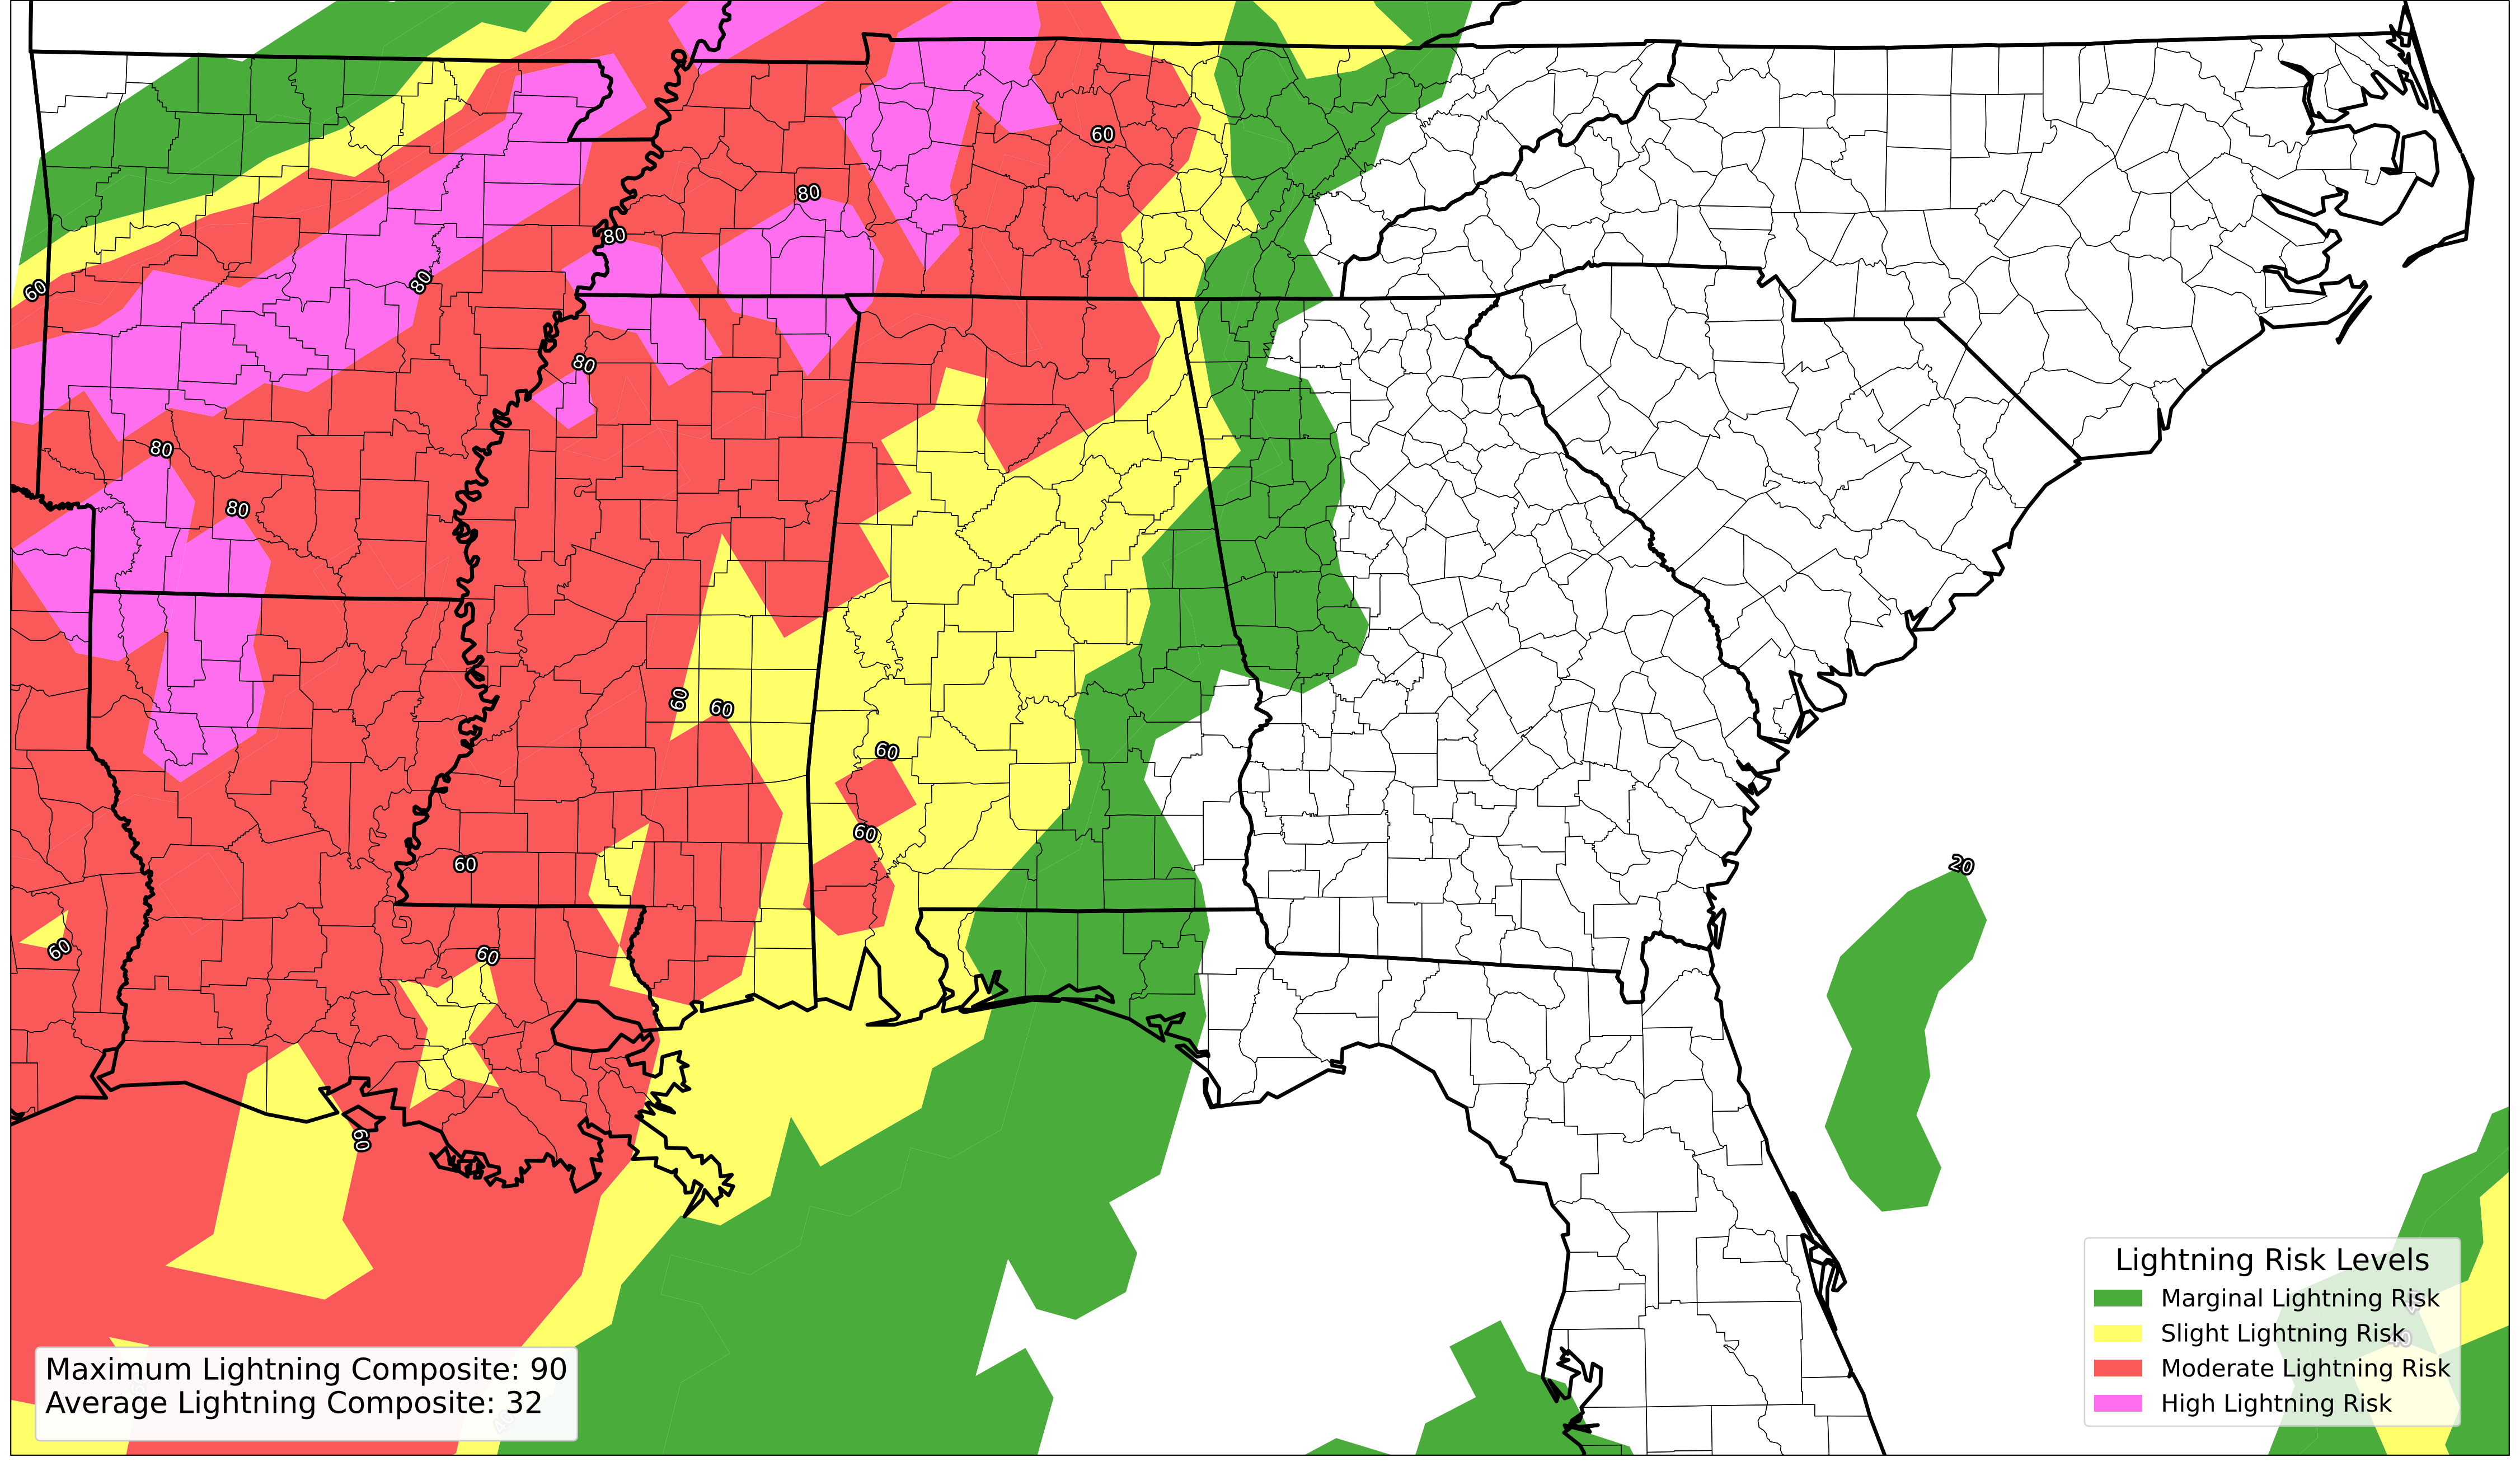 60
80
80
80
60
80
80
80
60
60
60
60
60
20
60
60
60
Lightning Risk Levels
Marginal Lightning Risk
Slight Lightning Risk
Moderate Lightning Risk
High Lightning Risk
Maximum Lightning Composite: 90
Average Lightning Composite: 32